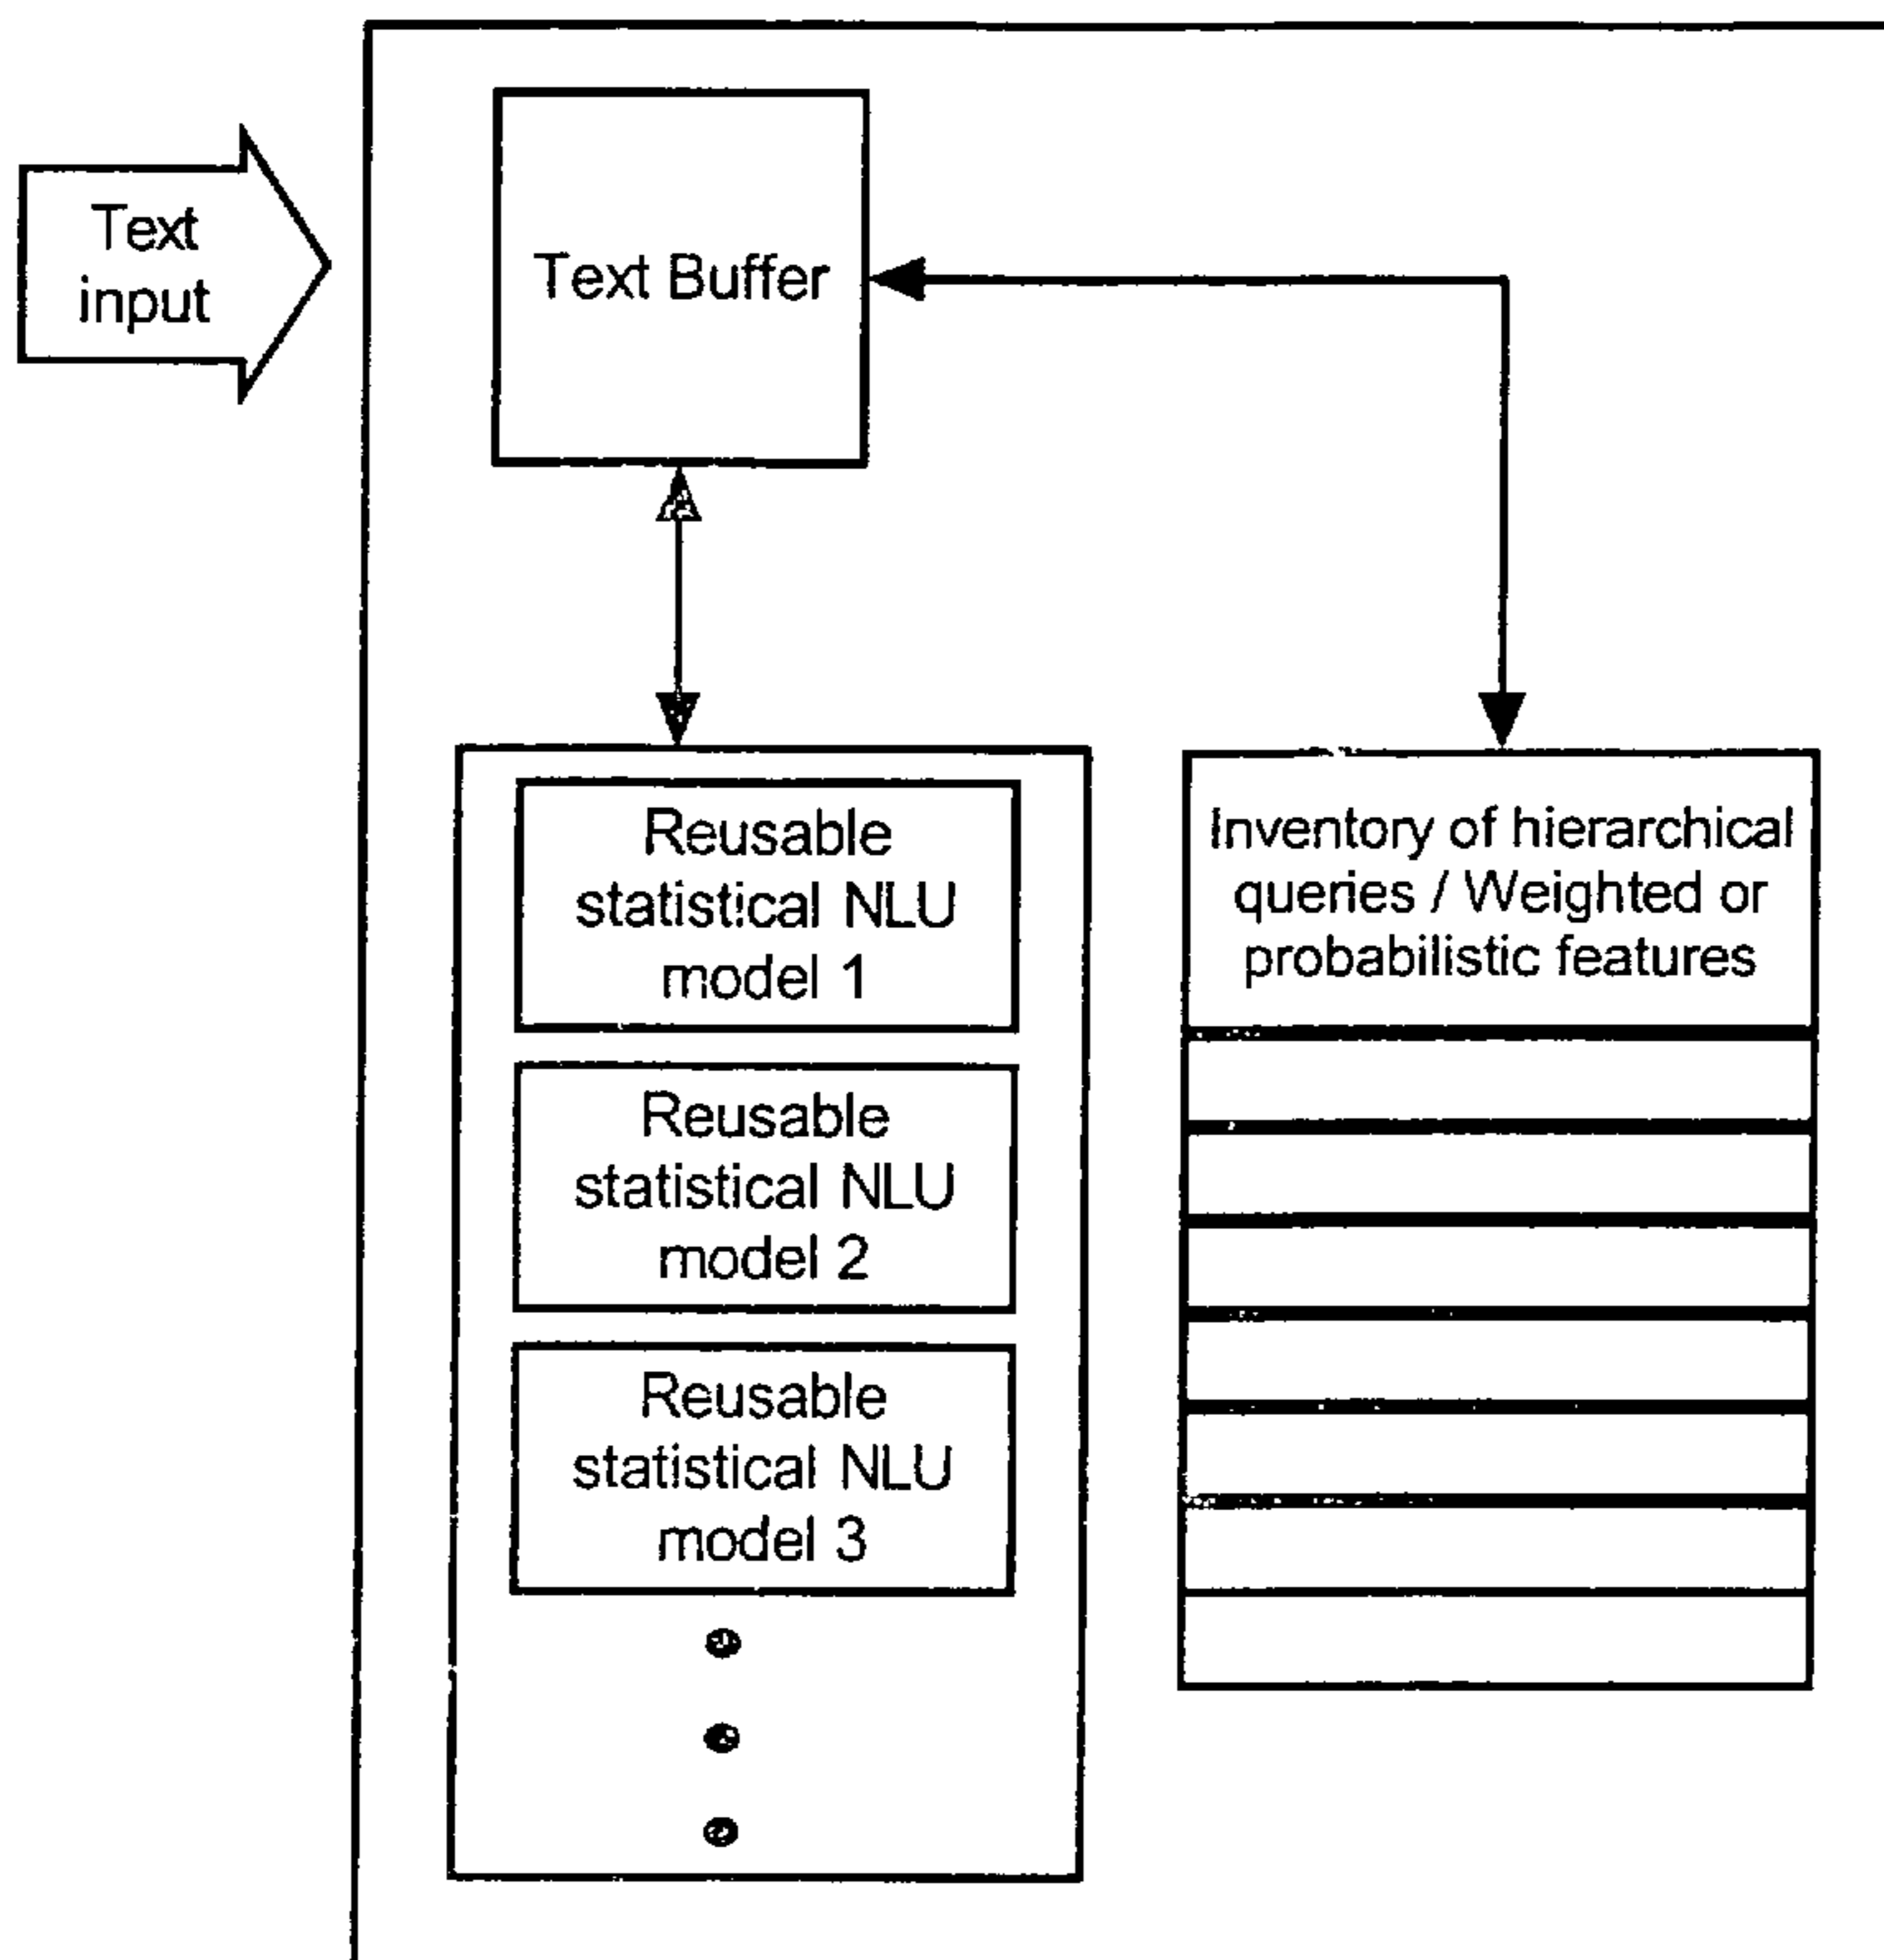 Text
input
Text Buffer
Reusable
statistical NLU
model 1
Reusable
statistical NLU
model 2
Reusable
statistical NLU
model 3
Inventory of hierarchical
queries / Weighted or
probabilistic features